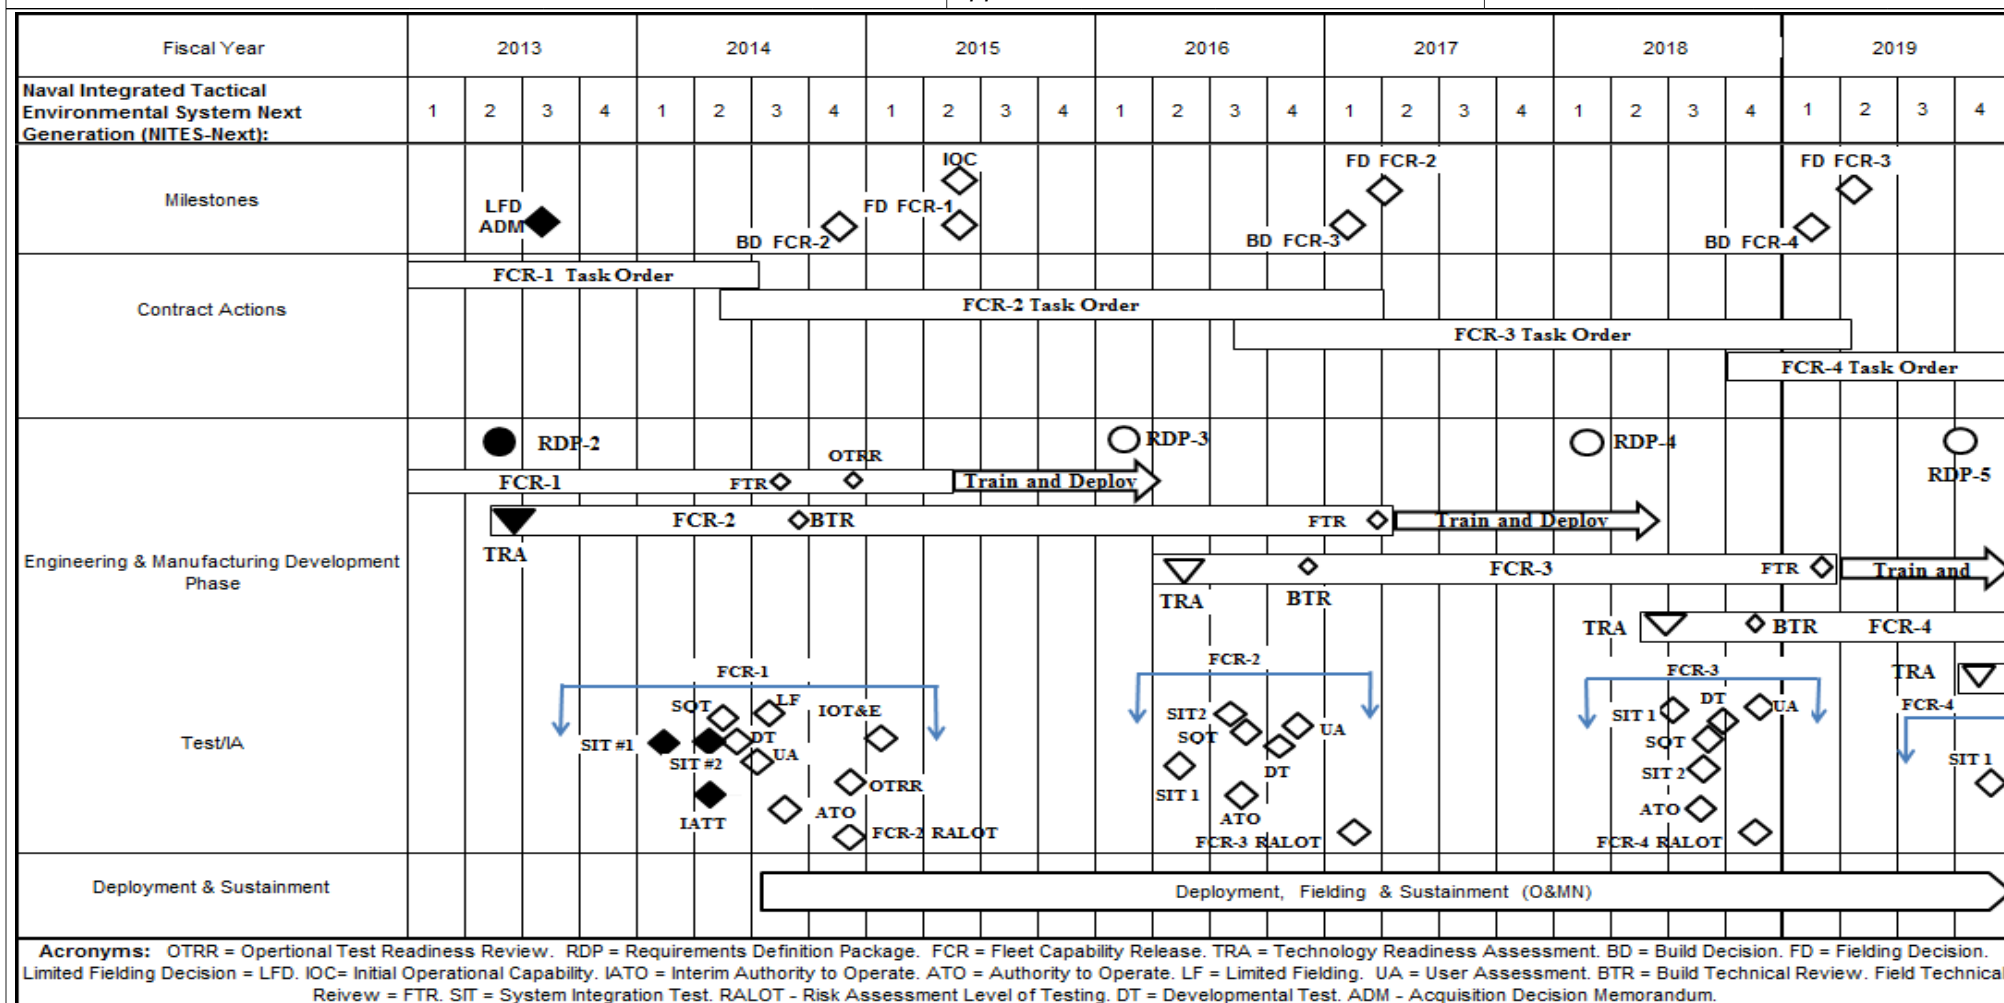 Fiscal Year 2013 2014 2015 2016 2017 2018 2019
Naval Integrated Tactical
Environmental System Next
Generation (NITES-Next):
1 2 3 4 1 2 3 4 1 2 3 4 1 2 3 4 1 2 3 4 1 2 3 4 1 2 3 4
Milestones
LFD
ADM
BD FCR-2
FD FCR-1
IOC
BD FCR-3
FD FCR-2
BD FCR-4
FD FCR-3
Contract Actions
FCR-1 Task Order
FCR-2 Task Order
FCR-3 Task Order
FCR-4 Task Order
Engineering & Manufacturing Development
Phase
RDP-2
RDP-3
RDP-4
RDP-5
FCR-1
FTR
OTRR
Train and Deploy
TRA
FCR-2
BTR
FTR
Train and Deploy
TRA
BTR
FCR-3
FTR
Train and
TRA
BTR
FCR-4
TRA
Test/IA
FCR-1
SIT #1
SQT
SIT #2
IATT
LF
DT
UA
IOT&E
OTRR
ATO
FCR-2 RALOT
FCR-2
SIT2
SQT
SIT 1
UA
DT
ATO
FCR-3 RALOT
FCR-3
SIT 1
DT
UA
SQT
SIT 2
ATO
FCR-4 RALOT
FCR-4
SIT 1
Deployment & Sustainment
Deployment, Fielding & Sustainment (O&MN)
Acronyms: OTRR = Opertional Test Readiness Review. RDP = Requirements Definition Package. FCR = Fleet Capability Release. TRA = Technology Readiness Assessment. BD = Build Decision. FD = Fielding Decision.
Limited Fielding Decision = LFD. IOC= Initial Operational Capability. IATO = Interim Authority to Operate. ATO = Authority to Operate. LF = Limited Fielding. UA = User Assessment. BTR = Build Technical Review. Field Technical
Reivew = FTR. SIT = System Integration Test. RALOT - Risk Assessment Level of Testing. DT = Developmental Test. ADM - Acquisition Decision Memorandum.